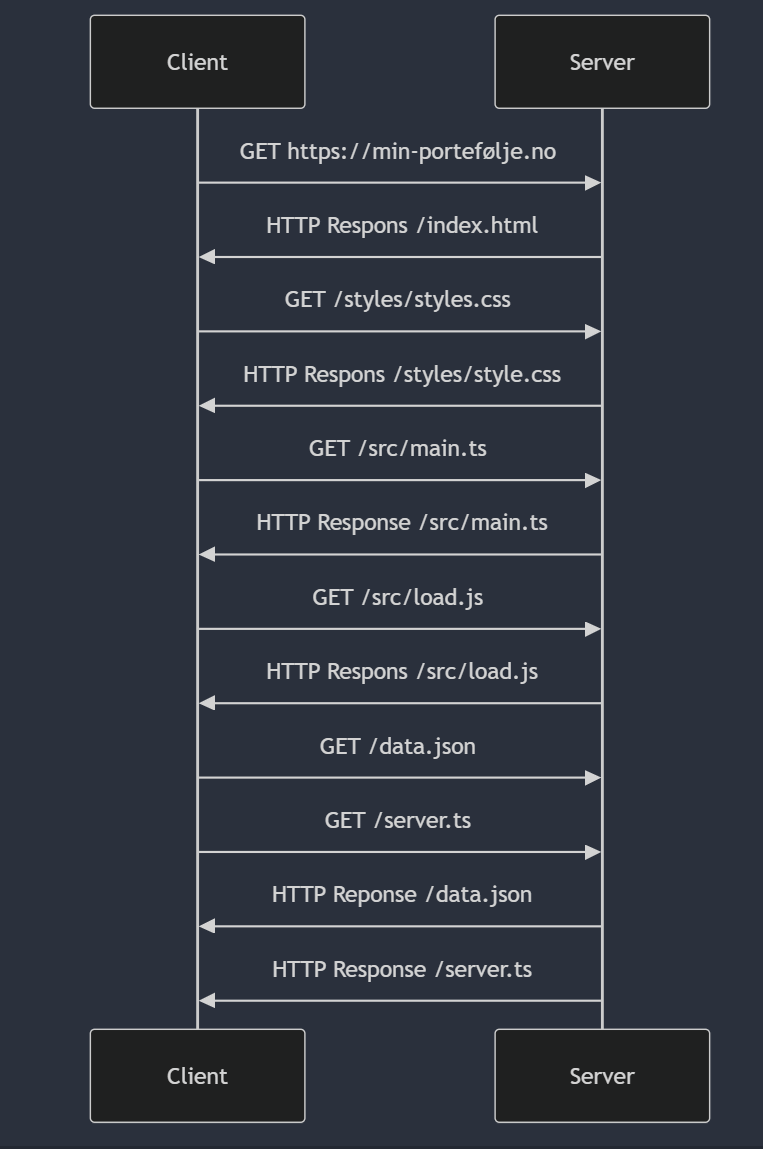 Client Server
GET https://min-portefølje.no
HTTP Respons /index.html
GET /styles/styles.css
HTTP Respons /styles/style.css
GET /src/main.ts
HTTP Response /src/main.ts
GET /src/load.js
HTTP Respons /src/load.js
GET /data.json
GET /server.ts
HTTP Reponse /data.json
HTTP Response /server.ts
Client Server